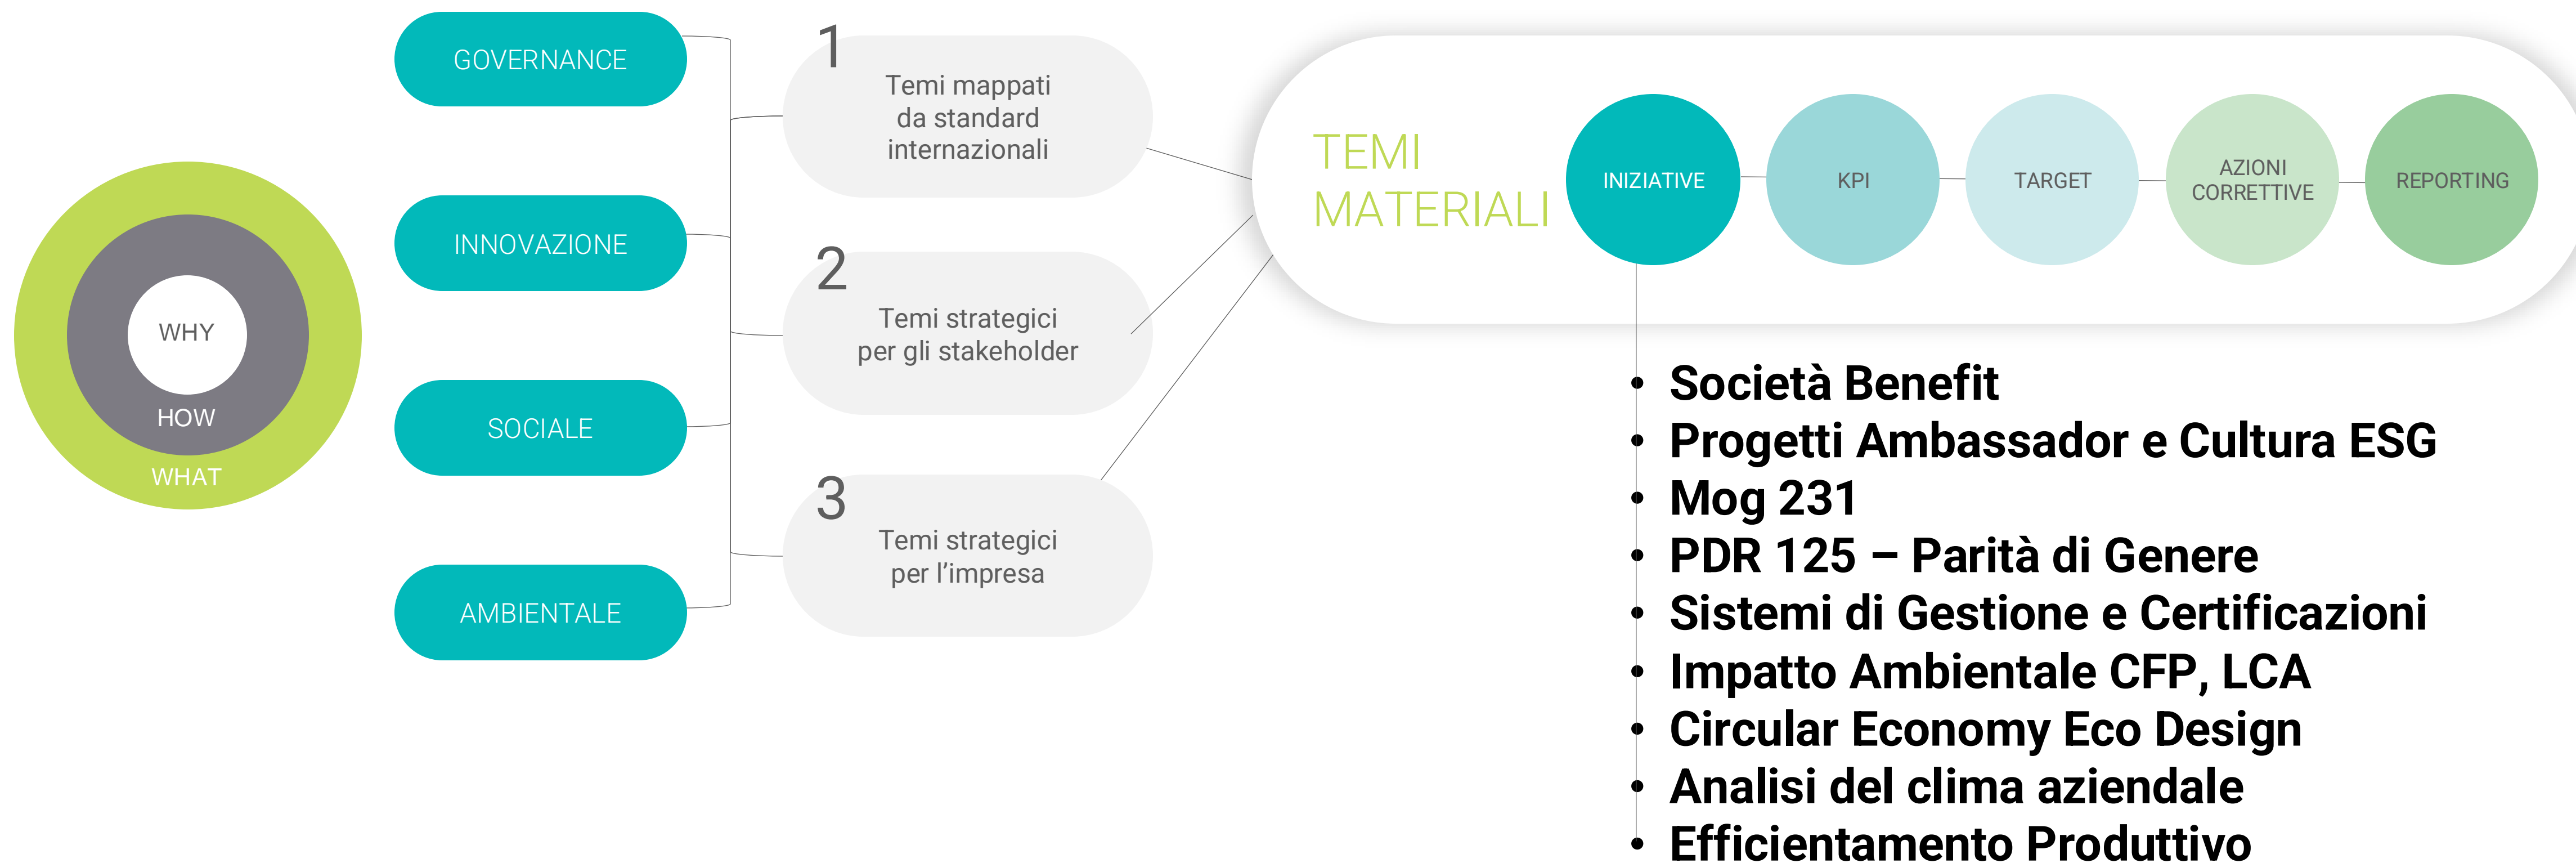 WHY
HOW
WHAT
GOVERNANCE
INNOVAZIONE
SOCIALE
AMBIENTALE
1
Temi mappati
da standard
internazionali
2
Temi strategici
per gli stakeholder
3
Temi strategici
per l’impresa
TEMI
MATERIALI
INIZIATIVE
KPI
TARGET
AZIONI
CORRETTIVE
REPORTING
• Società Benefit
• Progetti Ambassador e Cultura ESG
• Mog 231
• PDR 125 – Parità di Genere
• Sistemi di Gestione e Certificazioni
• Impatto Ambientale CFP, LCA
• Circular Economy Eco Design
• Analisi del clima aziendale
• Efficientamento Produttivo